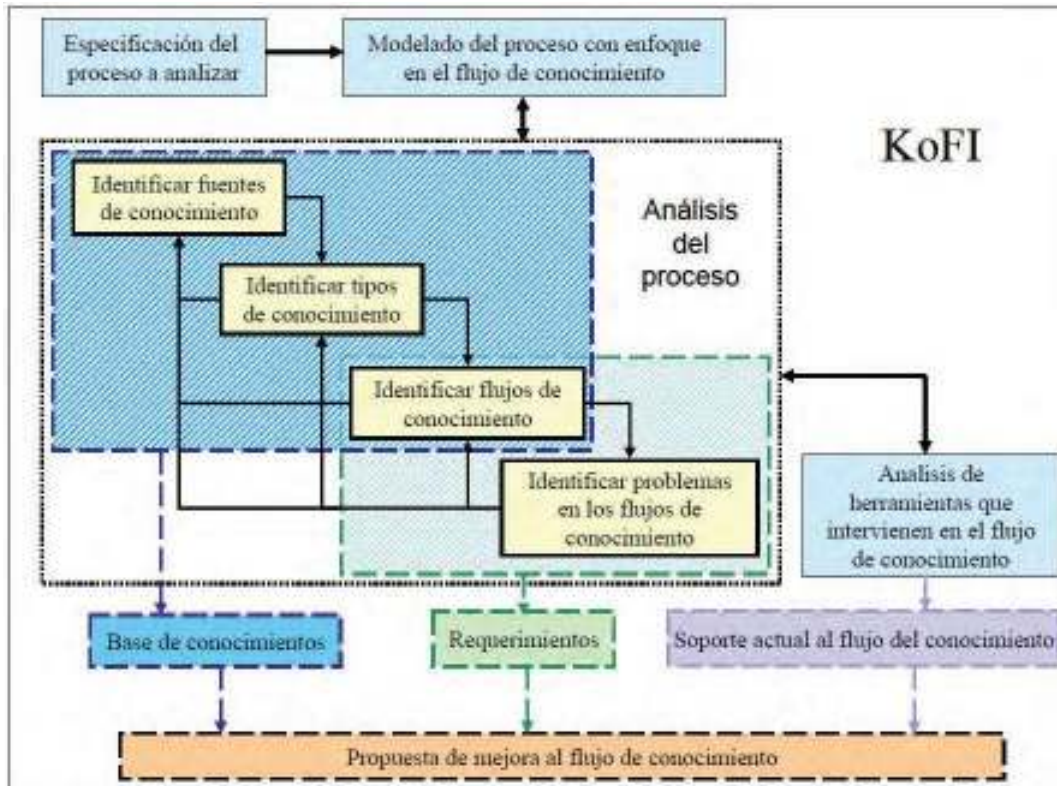 Especificación del
proceso a analizar
Modelado del proceso con enfoque
en el flujo de conocimiento
KoFI
Identificar fuentes
de conocimiento
Análisis
del
proceso
Identificar tipos
de conocimiento
Identificar flujos de
conocimiento
Identificar problemas
en los flujos de
conocimiento
Analisis de
herramientas que
intervienen en el flujo
de conocimiento
Base de conocimientos
Requerimientos
Soporte actual al flujo del conocimiento
Propuesta de mejora al flujo de conocimiento